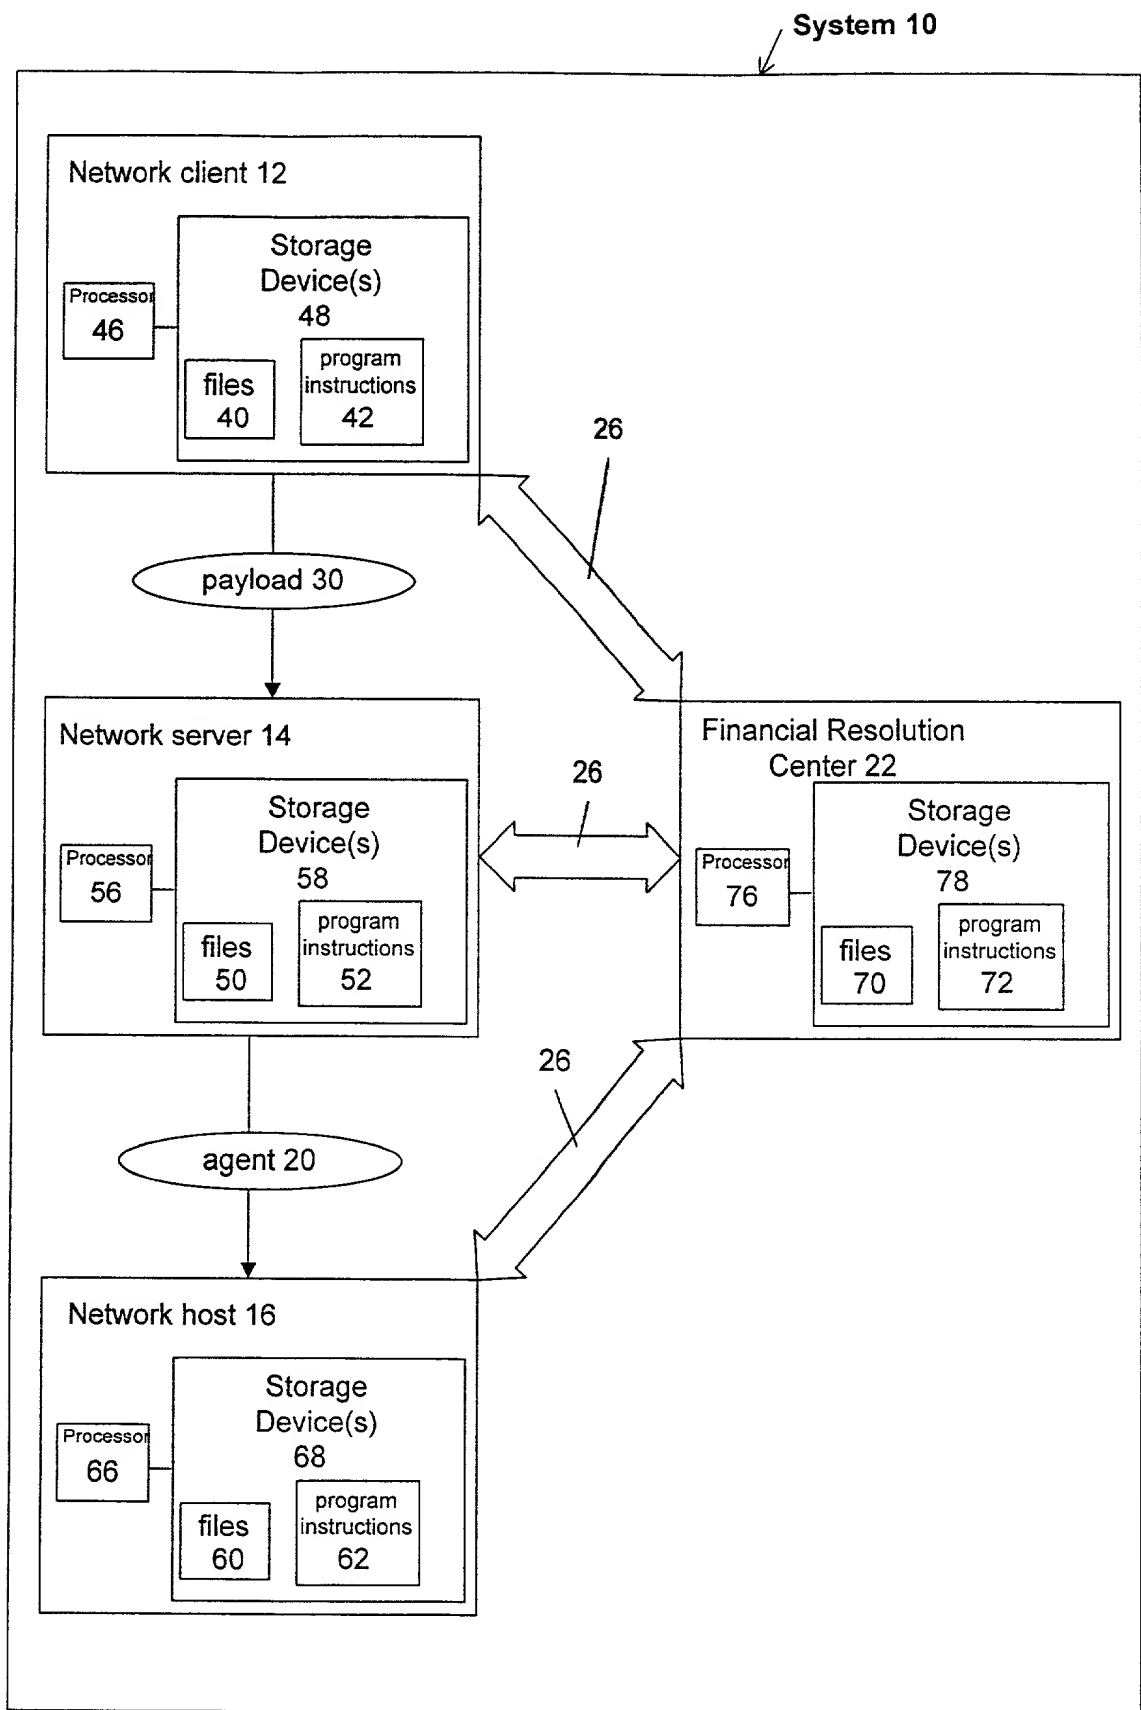 System 10
Network client 12
Storage
Device(s)
48
Processor
46
files
40
program
instructions
42
26
payload 30
Network server 14
Storage
Device(s)
58
Processor
56
files
50
program
instructions
52
26
Financial Resolution
Center 22
Storage
Device(s)
78
Processor
76
files
70
program
instructions
72
26
agent 20
Network host 16
Storage
Device(s)
68
Processor
66
files
60
program
instructions
62